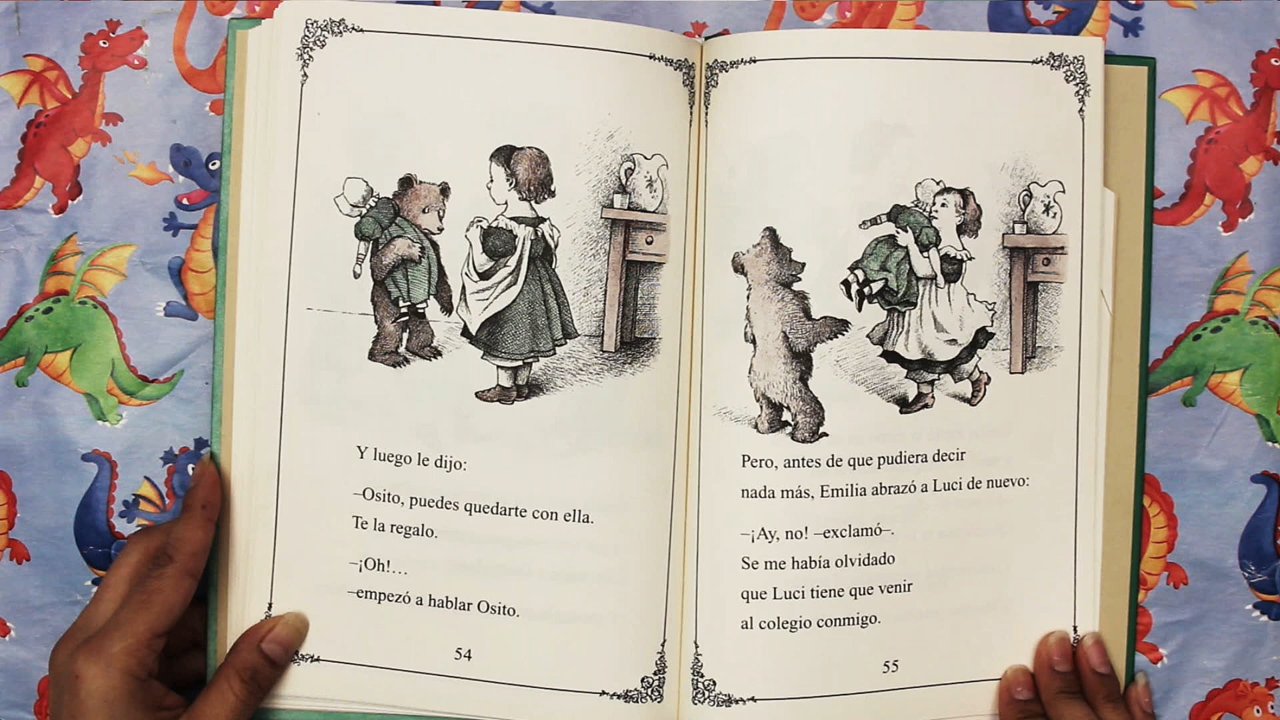 Y luego le dijo:
–Osito, puedes quedarte con ella.
Te la regalo.
–¡Oh!...
–empezó a hablar Osito.
54
Pero, antes de que pudiera decir
nada más, Emilia abrazó a Luci de nuevo:
–¡Ay, no! –exclamó–.
Se me había olvidado
que Luci tiene que venir
al colegio conmigo.
55